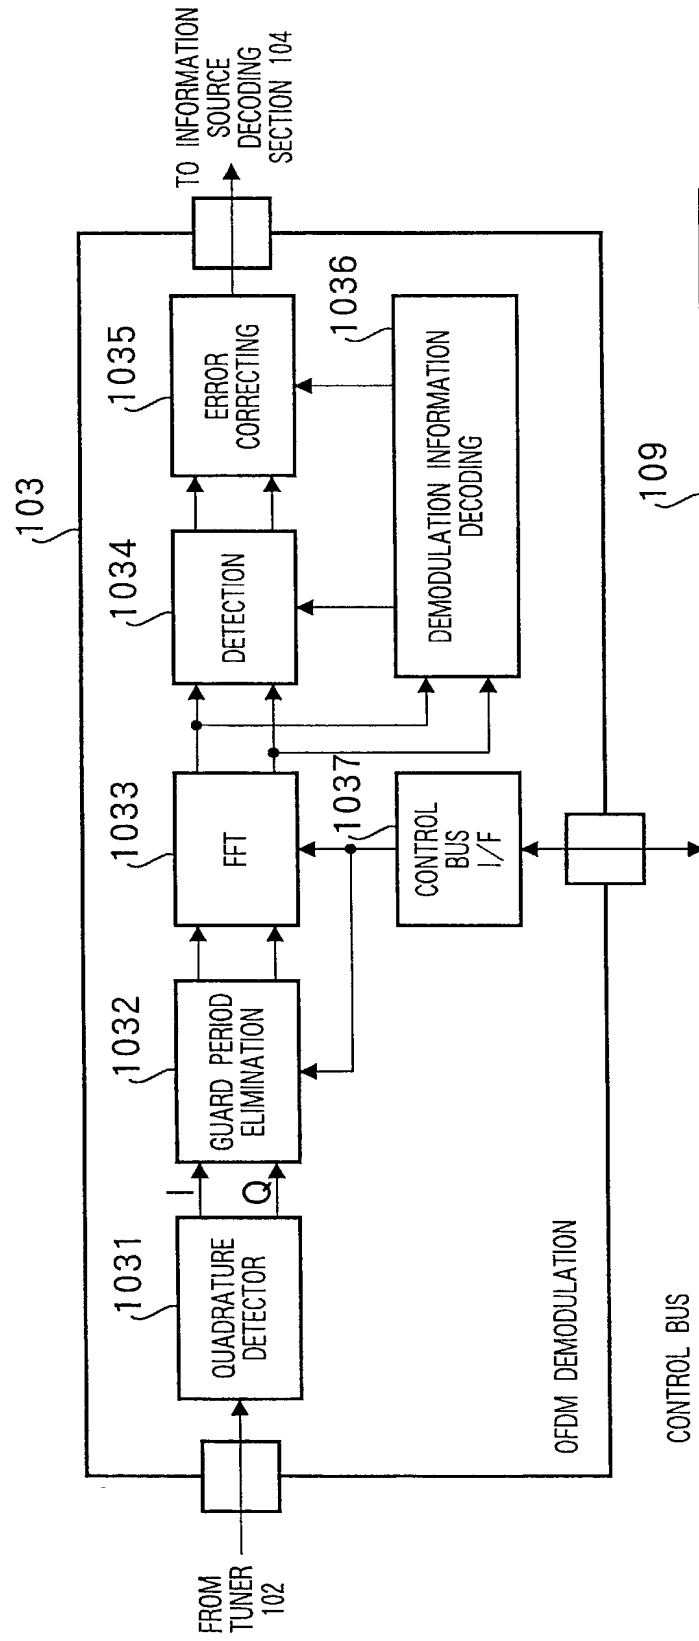 FROM
TUNER
102
1031
QUADRATURE
DETECTOR
I
Q
1032
GUARD PERIOD
ELIMINATION
1033
FFT
1037
CONTROL
BUS
I/F
1034
DETECTION
1035
ERROR
CORRECTING
1036
DEMODULATION INFORMATION
DECODING
103
TO INFORMATION
SOURCE
DECODING
SECTION 104
OFDM DEMODULATION
CONTROL BUS
109